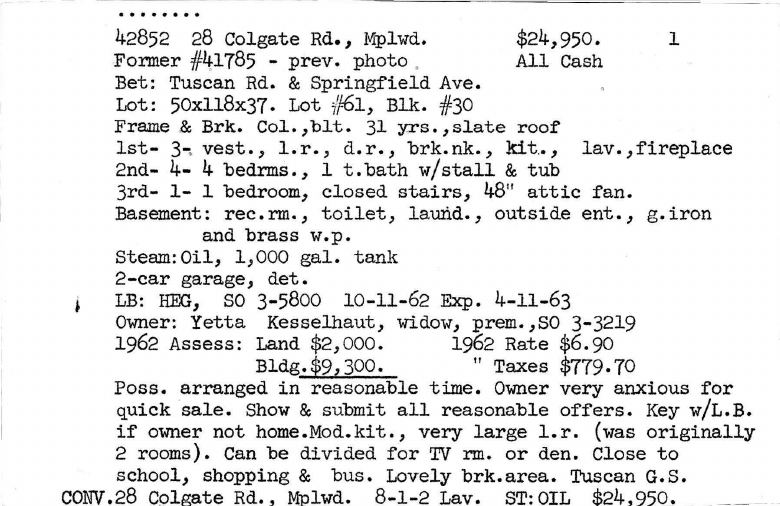 ........
42852 28 Colgate Rd., Mplwd. $24,950. 1
Former #41785 - prev. photo All Cash
Bet: Tuscan Rd. & Springfield Ave.
Lot: 50x118x37. Lot #61, Blk. #30
Frame & Brk. Col.,blt. 31 yrs.,slate roof
1st- 3- vest., l.r., d.r., brk.nk., kit., lav.,fireplace
2nd- 4- 4 bedrms., 1 t.bath w/stall & tub
3rd- 1- 1 bedroom, closed stairs, 48" attic fan.
Basement: rec.rm., toilet, laund., outside ent., g.iron
and brass w.p.
Steam:Oil, 1,000 gal. tank
2-car garage, det.
LB: HEG, SO 3-5800 10-11-62 Exp. 4-11-63
Owner: Yetta Kesselhaut, widow, prem.,SO 3-3219
1962 Assess: Land $2,000. 1962 Rate $6.90
Bldg.$9,300. " Taxes $779.70
Poss. arranged in reasonable time. Owner very anxious for
quick sale. Show & submit all reasonable offers. Key w/L.B.
if owner not home.Mod.kit., very large l.r. (was originally
2 rooms). Can be divided for TV rm. or den. Close to
school, shopping & bus. Lovely brk.area. Tuscan G.S.
CONV.28 Colgate Rd., Mplwd. 8-1-2 Lav. ST:OIL $24,950.